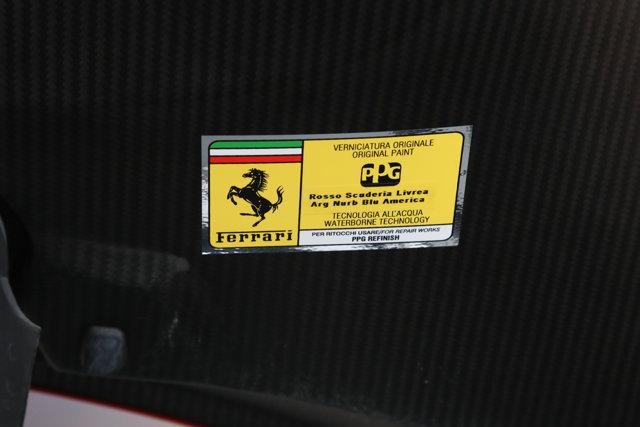 VERNICIATURA ORIGINALE
ORIGINAL PAINT
PPG
Rosso Scuderia Livrea
Arg Nurb Blu America
TECNOLOGIA ALL'ACQUA
WATERBORNE TECHNOLOGY
Ferrari
PER RITOCCHI USARE/FOR REPAIR WORKS
PPG REFINISH